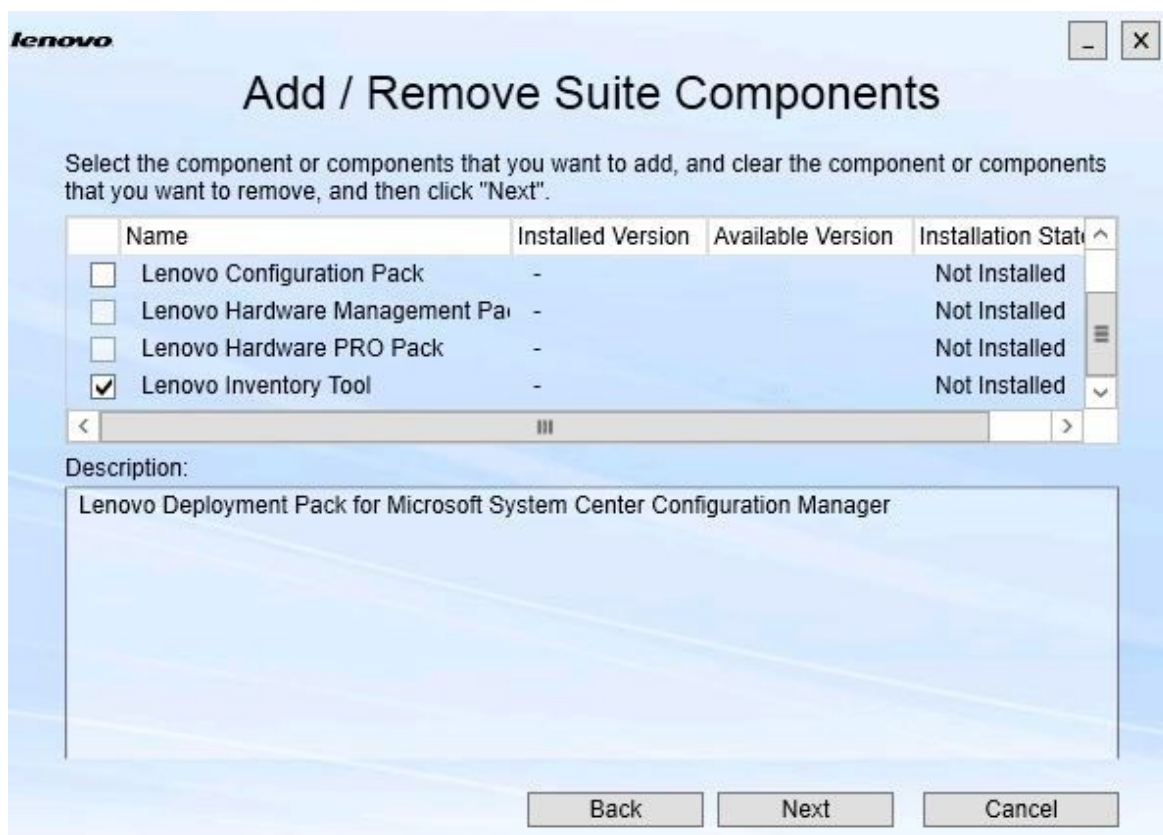 lenovo
Add / Remove Suite Components
Select the component or components that you want to add, and clear the component or components
that you want to remove, and then click "Next".
Name Installed Version Available Version Installation Stat
Lenovo Configuration Pack - Not Installed
Lenovo Hardware Management Pa - Not Installed
Lenovo Hardware PRO Pack - Not Installed
Lenovo Inventory Tool - Not Installed
Description:
Lenovo Deployment Pack for Microsoft System Center Configuration Manager
Back Next Cancel